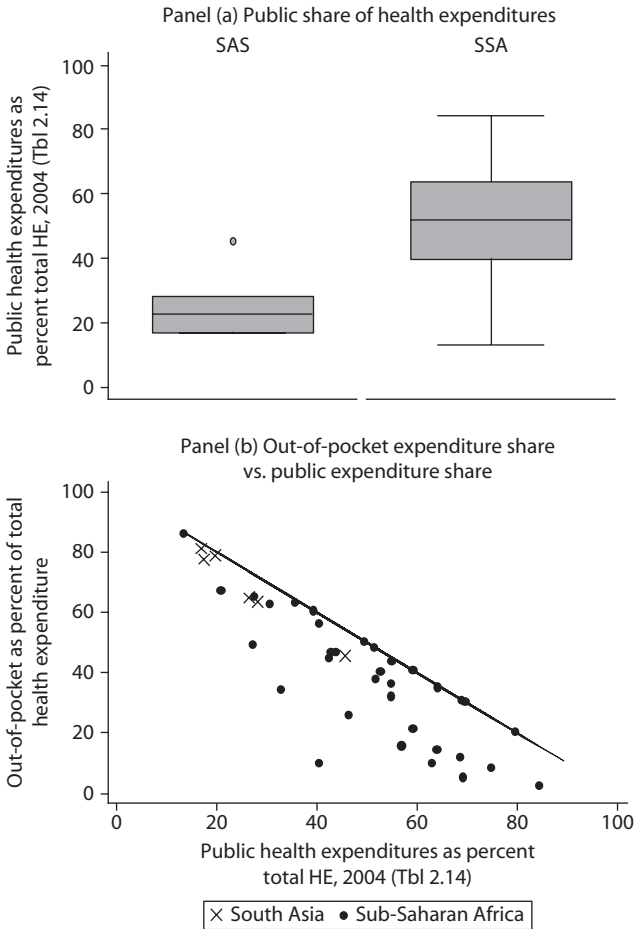 Panel (a) Public share of health expenditures
SAS SSA
Public health expenditures as
percent total HE, 2004 (Tbl 2.14)
100
80
60
40
20
0
Panel (b) Out-of-pocket expenditure share
vs. public expenditure share
Out-of-pocket as percent of total
health expenditure
100
80
60
40
20
0
0 20 40 60 80 100
Public health expenditures as percent
total HE, 2004 (Tbl 2.14)
South Asia Sub-Saharan Africa